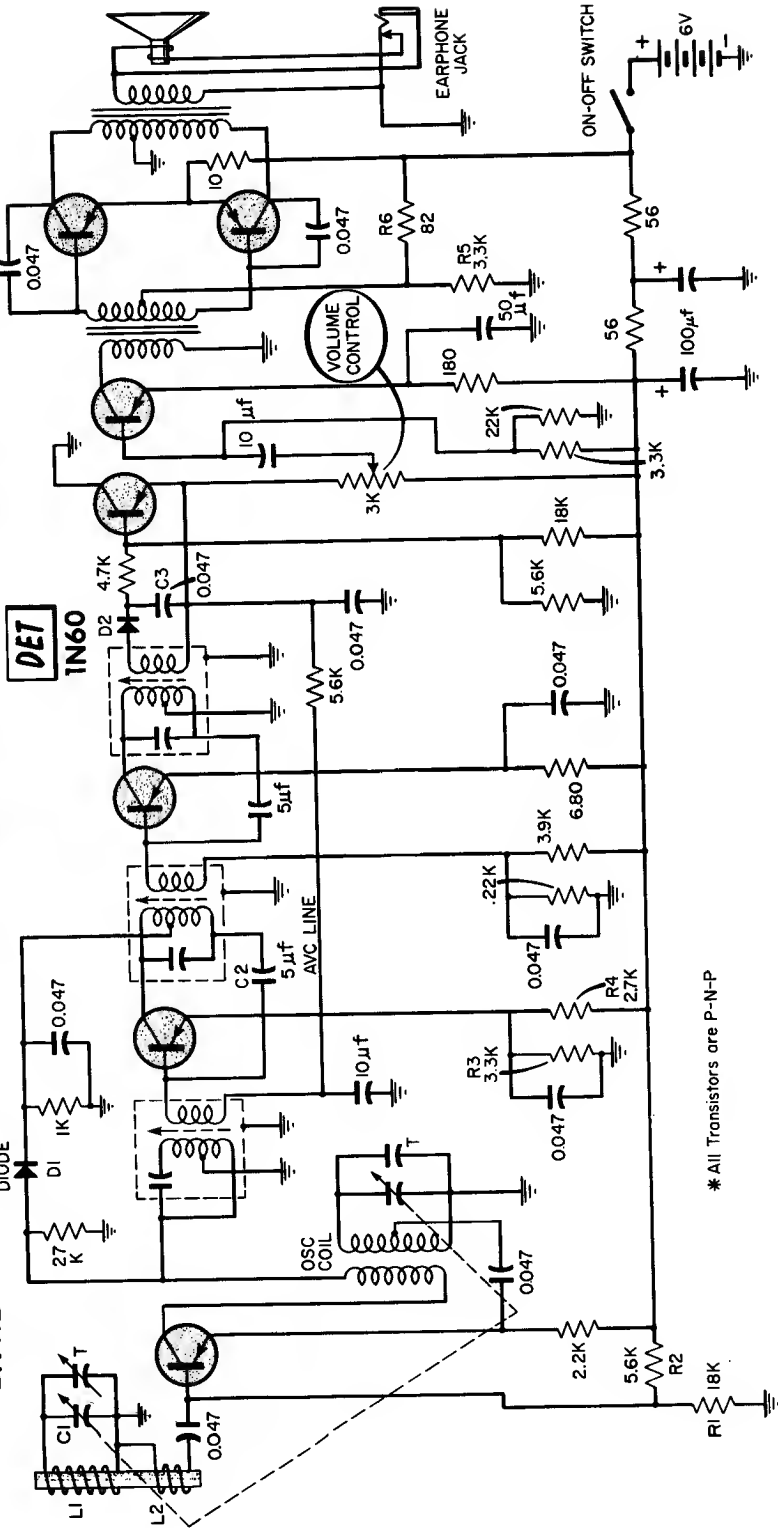 0.047
10
EARPHONE JACK
ON-OFF SWITCH
+
6V
-
0.047
R6
82
R5
3.3K
56
+
50 µf
VOLUME CONTROL
180
56
100µf
+
10 µf
22K
3.3K
3K
18K
5.6K
DET
1N60
D2
4.7K
C3
0.047
0.047
5.6K
0.047
6.80
5µf
3.9K
.22K
0.047
AVC LINE
C2
5µf
R4
2.7K
R3
3.3K
0.047
DIODE
D1
0.047
1K
27 K
10µf
T
OSC COIL
0.047
2.2K
5.6K
R2
R1
18K
L1
C1
T
L2
0.047
*All Transistors are P-N-P